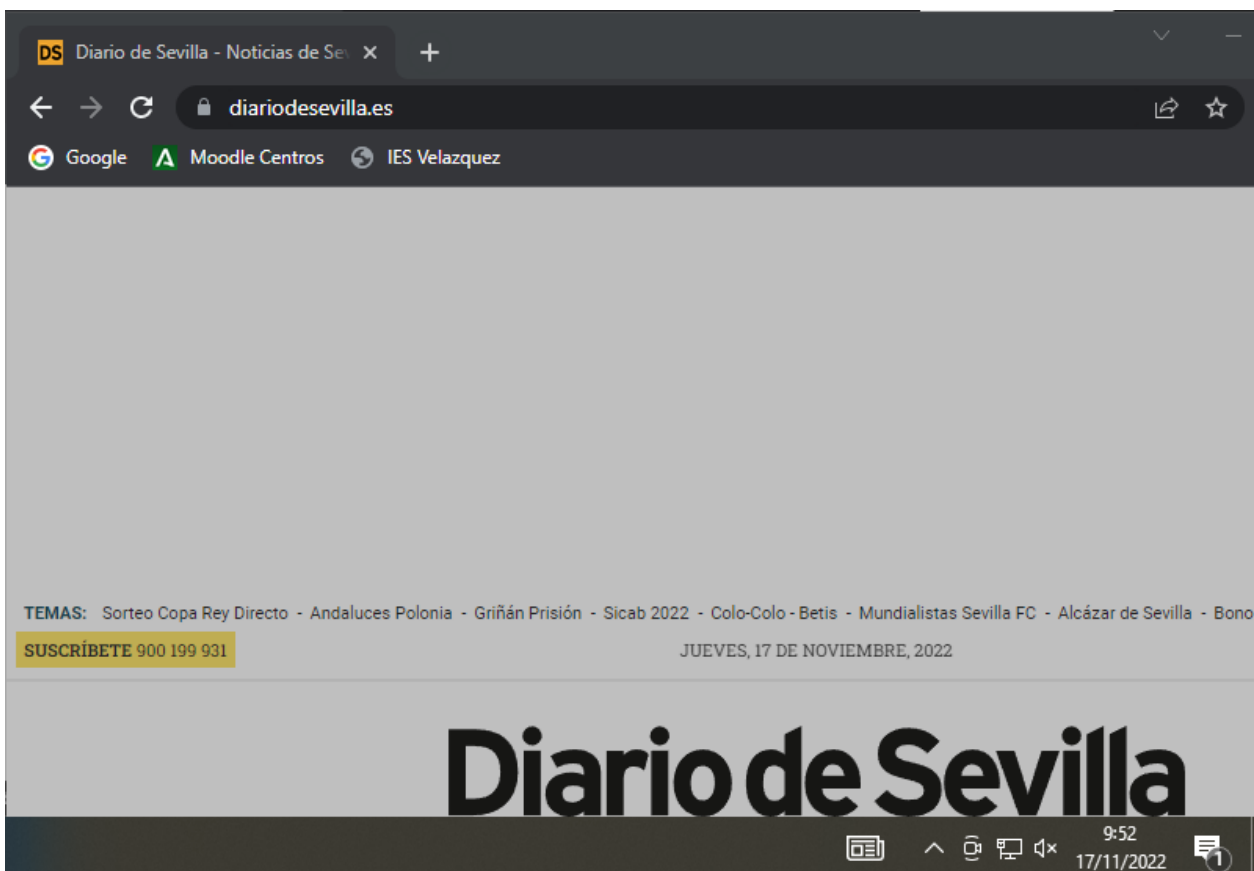 DS Diario de Sevilla - Noticias de Se
diariodesevilla.es
Google Moodle Centros IES Velazquez
TEMAS: Sorteo Copa Rey Directo - Andaluces Polonia - Griñán Prisión - Sicab 2022 - Colo-Colo - Betis - Mundialistas Sevilla FC - Alcázar de Sevilla - Bono
SUSCRÍBETE 900 199 931 JUEVES, 17 DE NOVIEMBRE, 2022
Diario de Sevilla
9:52
17/11/2022
1